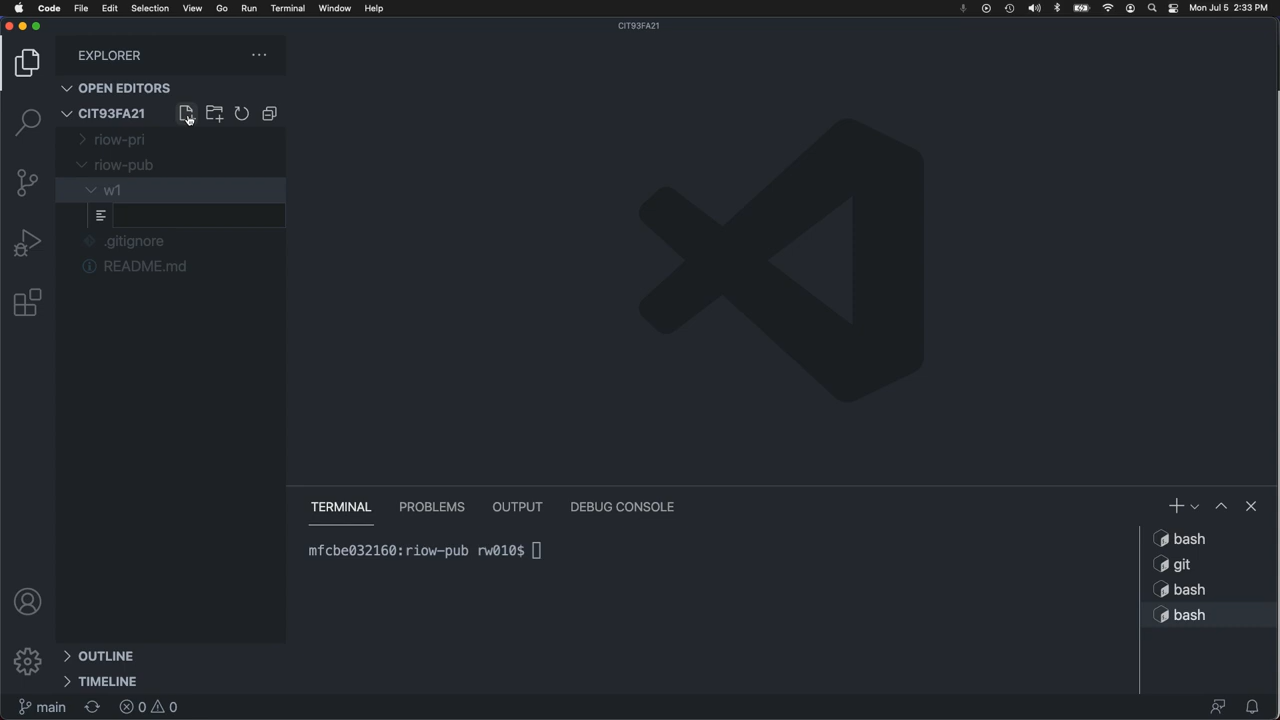 Code File Edit Selection View Go Run Terminal Window Help Mon Jul 5 2:33 PM
CIT93FA21
EXPLORER
OPEN EDITORS
CIT93FA21
riow-pri
riow-pub
w1
.gitignore
README.md
OUTLINE
TIMELINE
TERMINAL PROBLEMS OUTPUT DEBUG CONSOLE
mfcbe032160:riow-pub rw010$
bash
git
bash
bash
main 0 0